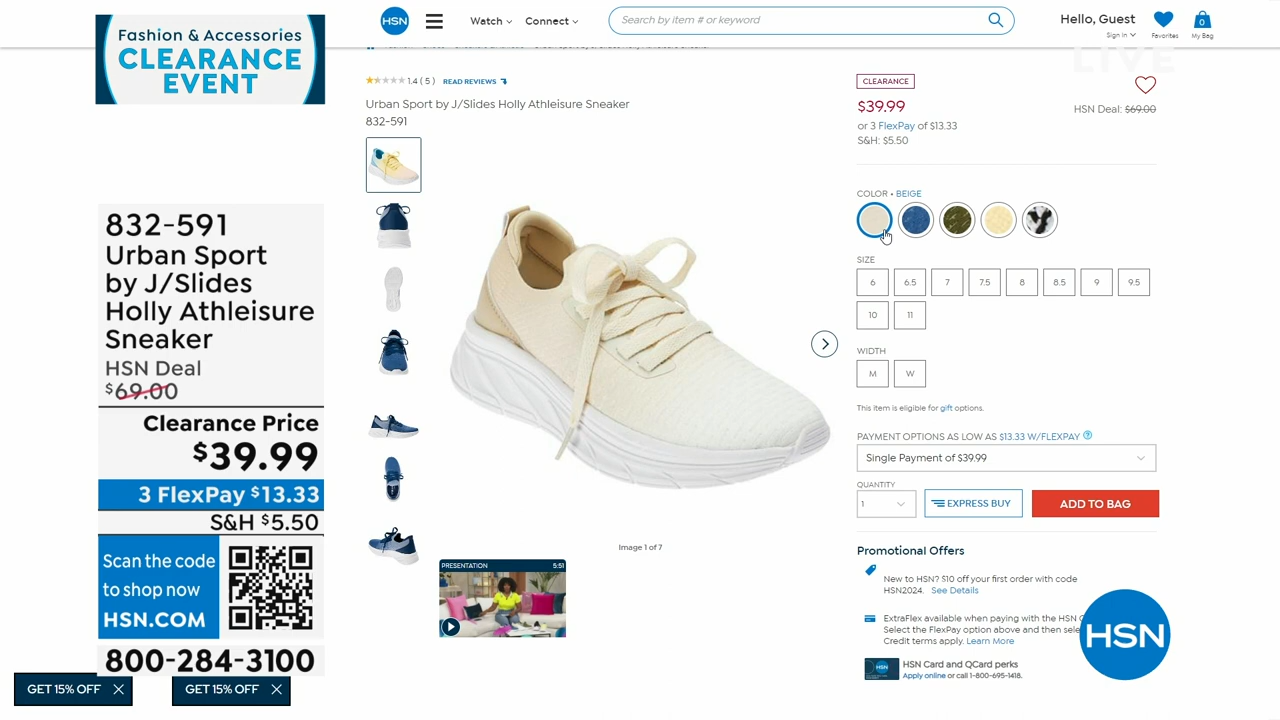 Fashion & Accessories
CLEARANCE
EVENT
HSN
Watch
Connect
Search by item # or keyword
Hello, Guest
Sign In
Favorites
0
My Bag
LIVE
1.4 ( 5 )
READ REVIEWS
Urban Sport by J/Slides Holly Athleisure Sneaker
832-591
CLEARANCE
$39.99
HSN Deal: $69.00
or 3 FlexPay of $13.33
S&H: $5.50
COLOR • BEIGE
SIZE
6 6.5 7 7.5 8 8.5 9 9.5
10 11
WIDTH
M W
This item is eligible for gift options.
PAYMENT OPTIONS AS LOW AS $13.33 W/FLEXPAY
Single Payment of $39.99
QUANTITY
1
EXPRESS BUY
ADD TO BAG
Image 1 of 7
PRESENTATION 5:51
Promotional Offers
New to HSN? $10 off your first order with code
HSN2024. See Details
ExtraFlex available when paying with the HSN
Select the FlexPay option above and then
Credit terms apply. Learn More
HSN
HSN Card and QCard perks
Apply online or call 1-800-695-1418.
HSN
832-591
Urban Sport
by J/Slides
Holly Athleisure
Sneaker
HSN Deal
$69.00
Clearance Price
$39.99
3 FlexPay $13.33
S&H $5.50
Scan the code
to shop now
HSN.COM
800-284-3100
GET 15% OFF
GET 15% OFF